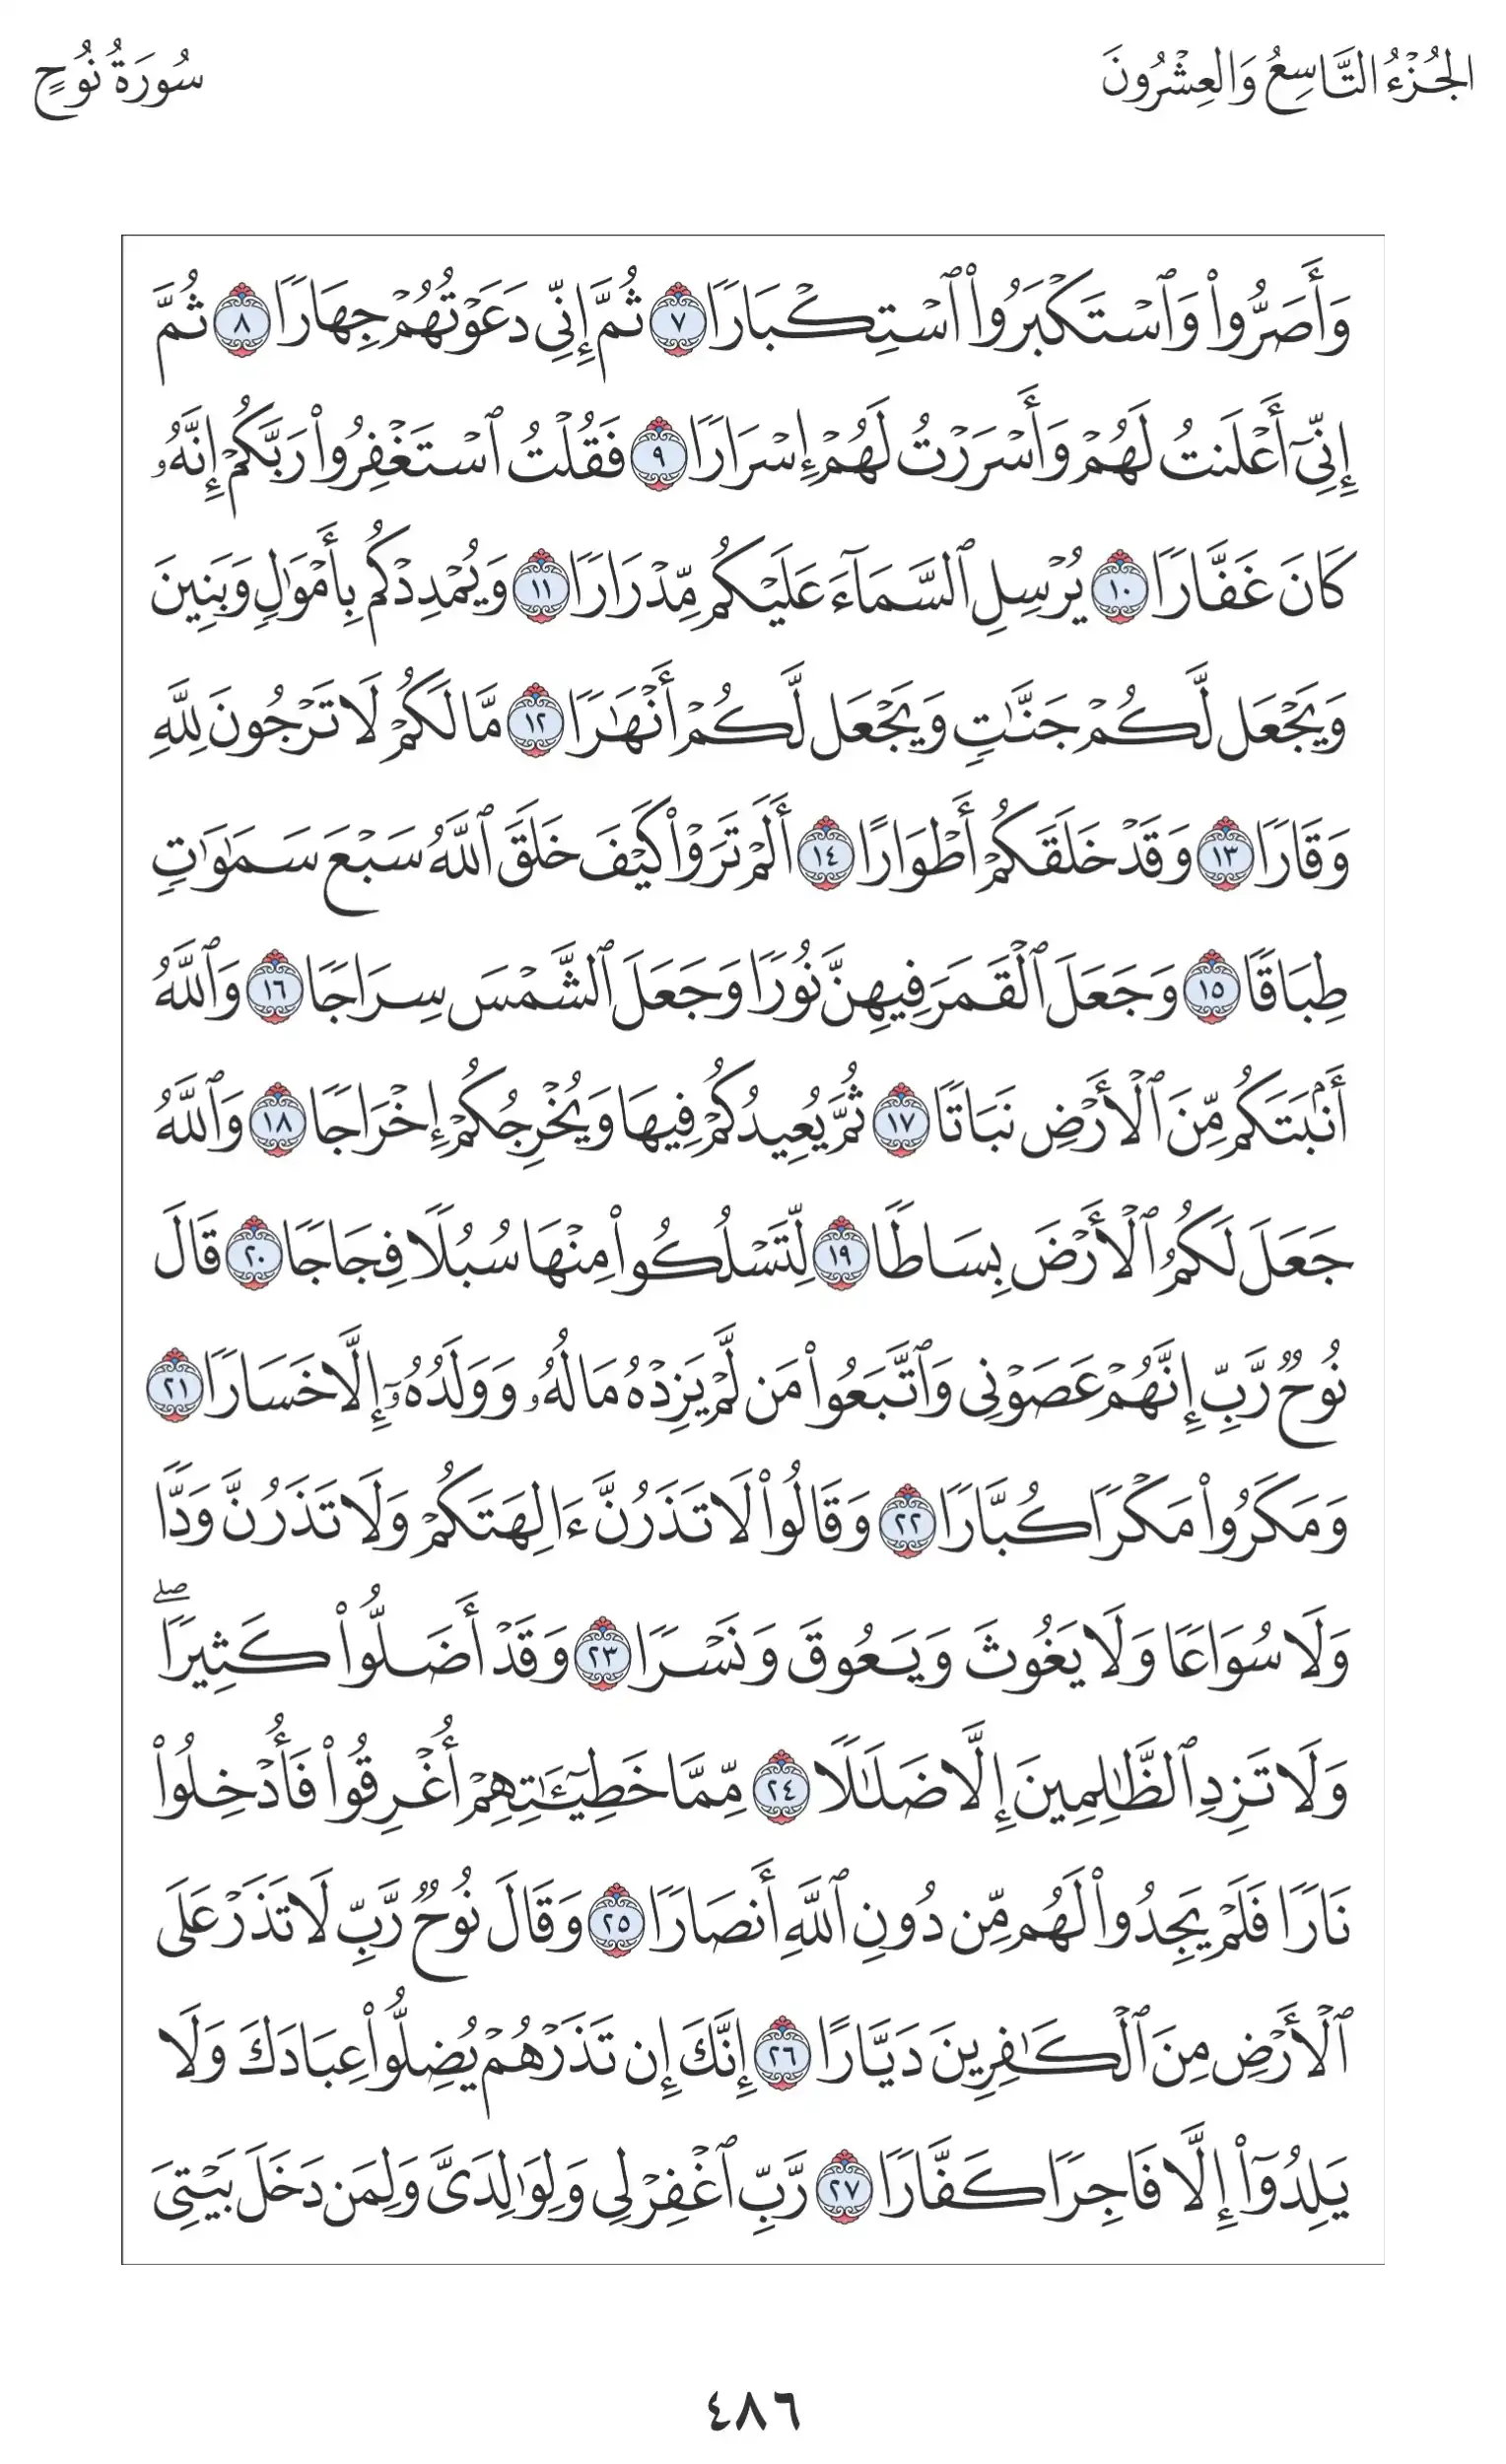 الجُزْءُ التَّاسِعُ وَالعِشْرُونَ
سُورَةُ نُوحٍ
وَأَصَرُّوا۟ وَٱسْتَكْبَرُوا۟ ٱسْتِكْبَارًا ٧ ثُمَّ إِنِّى دَعَوْتُهُمْ جِهَارًا ٨ ثُمَّ
إِنِّىٓ أَعْلَنتُ لَهُمْ وَأَسْرَرْتُ لَهُمْ إِسْرَارًا ٩ فَقُلْتُ ٱسْتَغْفِرُوا۟ رَبَّكُمْ إِنَّهُۥ
كَانَ غَفَّارًا ١٠ يُرْسِلِ ٱلسَّمَآءَ عَلَيْكُم مِّدْرَارًا ١١ وَيُمْدِدْكُم بِأَمْوَٰلٍ وَبَنِينَ
وَيَجْعَل لَّكُمْ جَنَّٰتٍ وَيَجْعَل لَّكُمْ أَنْهَٰرًا ١٢ مَّا لَكُمْ لَا تَرْجُونَ لِلَّهِ
وَقَارًا ١٣ وَقَدْ خَلَقَكُمْ أَطْوَارًا ١٤ أَلَمْ تَرَوْا۟ كَيْفَ خَلَقَ ٱللَّهُ سَبْعَ سَمَٰوَٰتٍ
طِبَاقًا ١٥ وَجَعَلَ ٱلْقَمَرَ فِيهِنَّ نُورًا وَجَعَلَ ٱلشَّمْسَ سِرَاجًا ١٦ وَٱللَّهُ
أَنۢبَتَكُم مِّنَ ٱلْأَرْضِ نَبَاتًا ١٧ ثُمَّ يُعِيدُكُمْ فِيهَا وَيُخْرِجُكُمْ إِخْرَاجًا ١٨ وَٱللَّهُ
جَعَلَ لَكُمُ ٱلْأَرْضَ بِسَاطًا ١٩ لِّتَسْلُكُوا۟ مِنْهَا سُبُلًا فِجَاجًا ٢٠ قَالَ
نُوحٌ رَّبِّ إِنَّهُمْ عَصَوْنِى وَٱتَّبَعُوا۟ مَن لَّمْ يَزِدْهُ مَالُهُۥ وَوَلَدُهُۥٓ إِلَّا خَسَارًا ٢١
وَمَكَرُوا۟ مَكْرًا كُبَّارًا ٢٢ وَقَالُوا۟ لَا تَذَرُنَّ ءَالِهَتَكُمْ وَلَا تَذَرُنَّ وَدًّا
وَلَا سُوَاعًا وَلَا يَغُوثَ وَيَعُوقَ وَنَسْرًا ٢٣ وَقَدْ أَضَلُّوا۟ كَثِيرًا ۖ
وَلَا تَزِدِ ٱلظَّٰلِمِينَ إِلَّا ضَلَٰلًا ٢٤ مِّمَّا خَطِيٓـَٰٔتِهِمْ أُغْرِقُوا۟ فَأُدْخِلُوا۟
نَارًا فَلَمْ يَجِدُوا۟ لَهُم مِّن دُونِ ٱللَّهِ أَنصَارًا ٢٥ وَقَالَ نُوحٌ رَّبِّ لَا تَذَرْ عَلَى
ٱلْأَرْضِ مِنَ ٱلْكَٰفِرِينَ دَيَّارًا ٢٦ إِنَّكَ إِن تَذَرْهُمْ يُضِلُّوا۟ عِبَادَكَ وَلَا
يَلِدُوٓا۟ إِلَّا فَاجِرًا كَفَّارًا ٢٧ رَّبِّ ٱغْفِرْ لِى وَلِوَٰلِدَىَّ وَلِمَن دَخَلَ بَيْتِىَ
٤٨٦